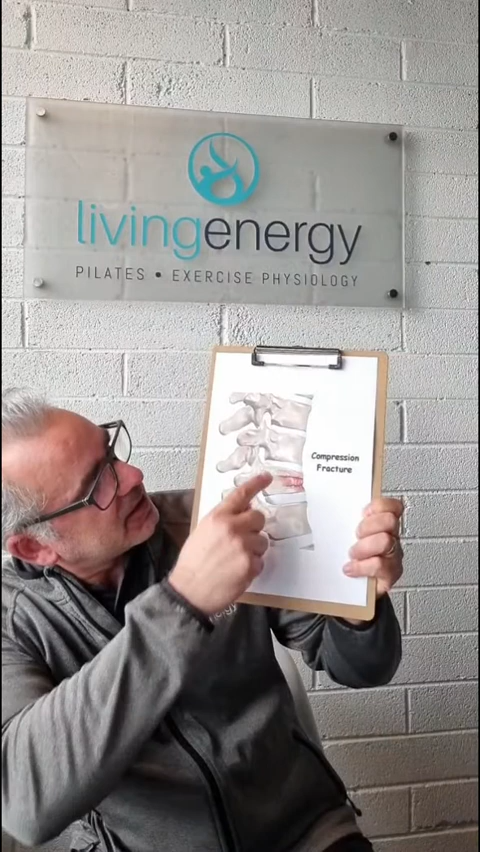 livingenergy
PILATES • EXERCISE PHYSIOLOGY
Compression
Fracture